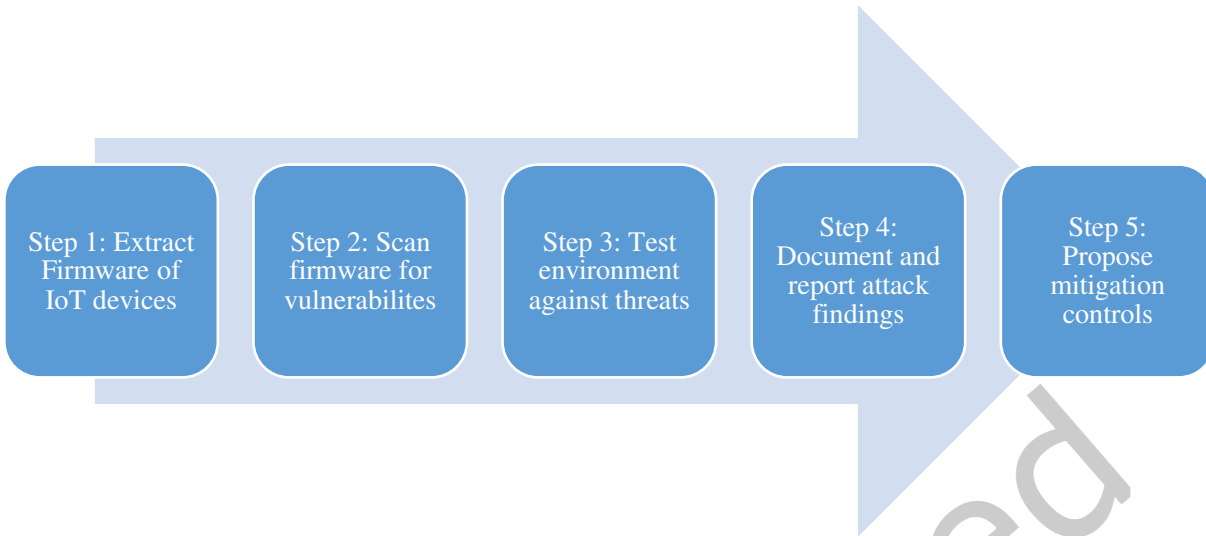 Step 1: Extract
Firmware of
IoT devices
Step 2: Scan
firmware for
vulnerabilites
Step 3: Test
environment
against threats
Step 4:
Document and
report attack
findings
Step 5:
Propose
mitigation
controls
ed